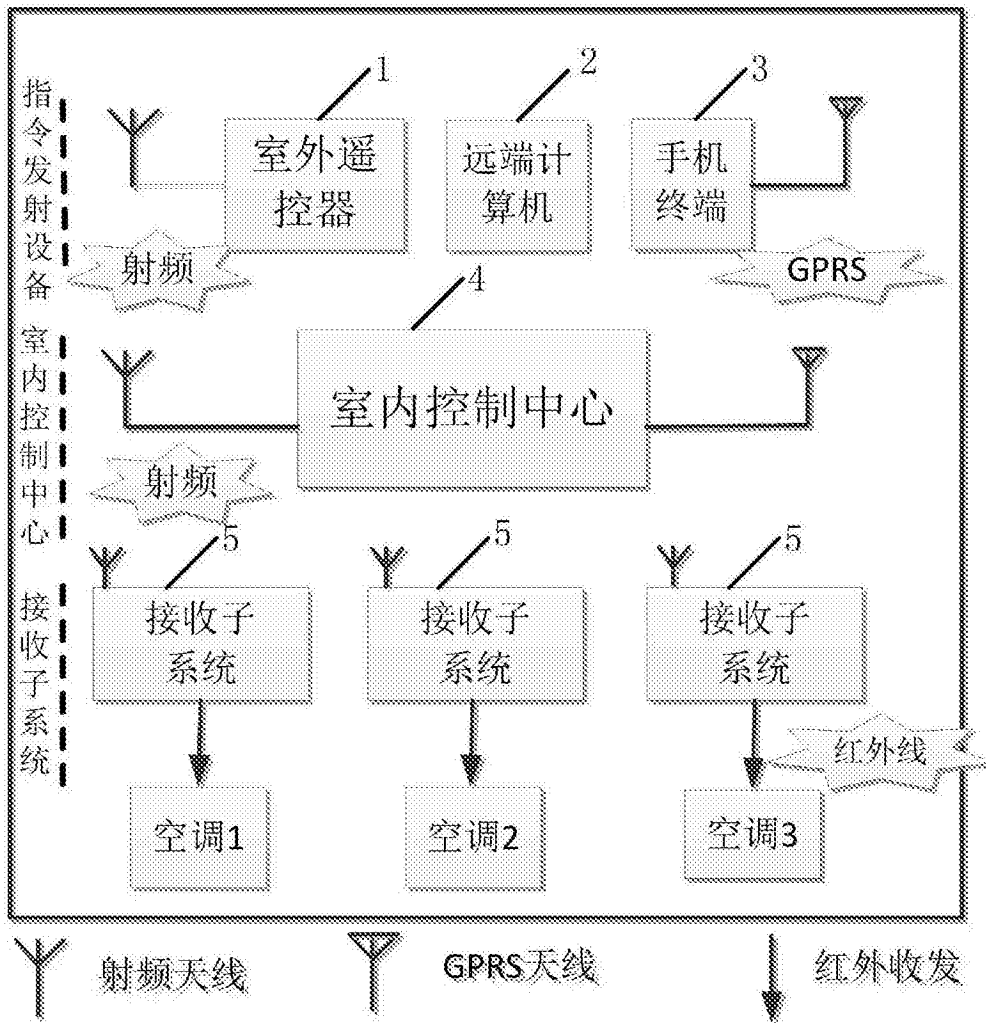 指令发射设备
1
2
3
室外遥
控器
远端计
算机
手机
终端
射频
GPRS
室内控制中心
4
室内控制中心
射频
接收子系统
5
5
5
接收子
系统
接收子
系统
接收子
系统
红外线
空调1
空调2
空调3
射频天线
GPRS天线
红外收发